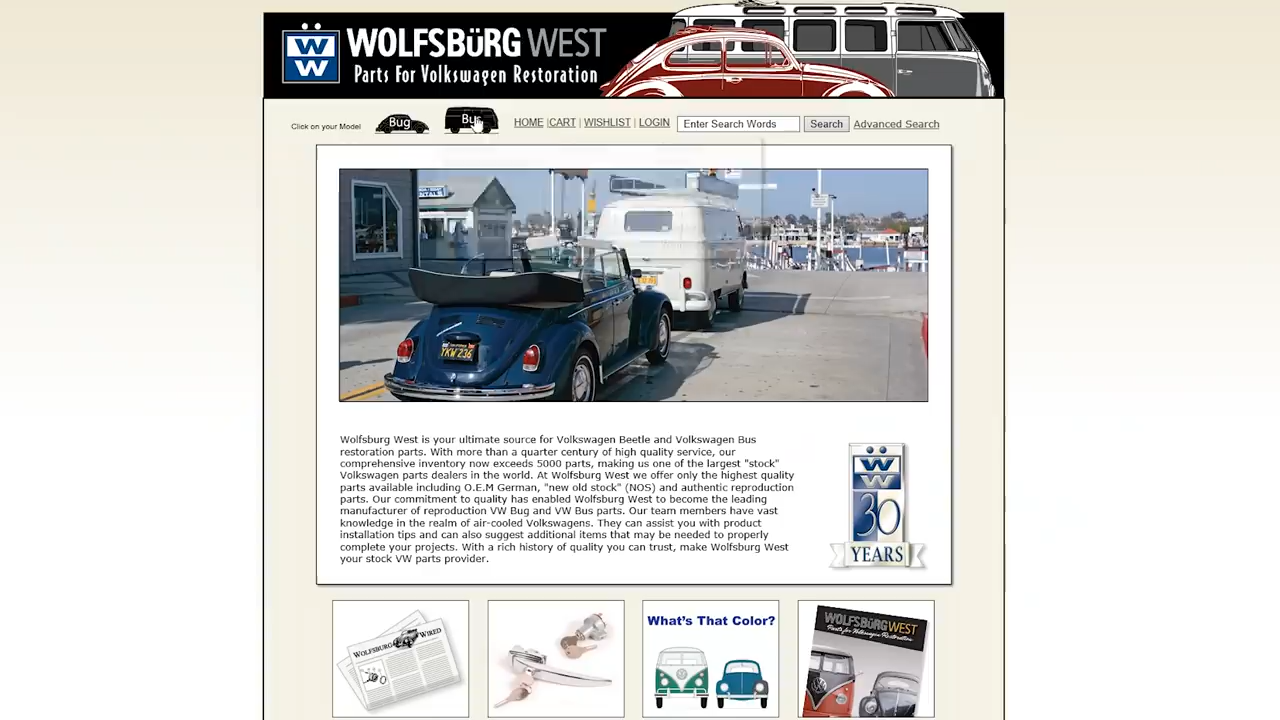 WOLFSBÜRG WEST
Parts For Volkswagen Restoration
Click on your Model
Bug
HOME | CART | WISHLIST | LOGIN
Enter Search Words
Search
Advanced Search
YKW 236
Wolfsburg West is your ultimate source for Volkswagen Beetle and Volkswagen Bus
restoration parts. With more than a quarter century of high quality service, our
comprehensive inventory now exceeds 5000 parts, making us one of the largest "stock"
Volkswagen parts dealers in the world. At Wolfsburg West we offer only the highest quality
parts available including O.E.M German, "new old stock" (NOS) and authentic reproduction
parts. Our commitment to quality has enabled Wolfsburg West to become the leading
manufacturer of reproduction VW Bug and VW Bus parts. Our team members have vast
knowledge in the realm of air-cooled Volkswagens. They can assist you with product
installation tips and can also suggest additional items that may be needed to properly
complete your projects. With a rich history of quality you can trust, make Wolfsburg West
your stock VW parts provider.
30
YEARS
WOLFSBURG WIRED
What's That Color?
WOLFSBÜRG WEST
Parts for Volkswagen Restoration